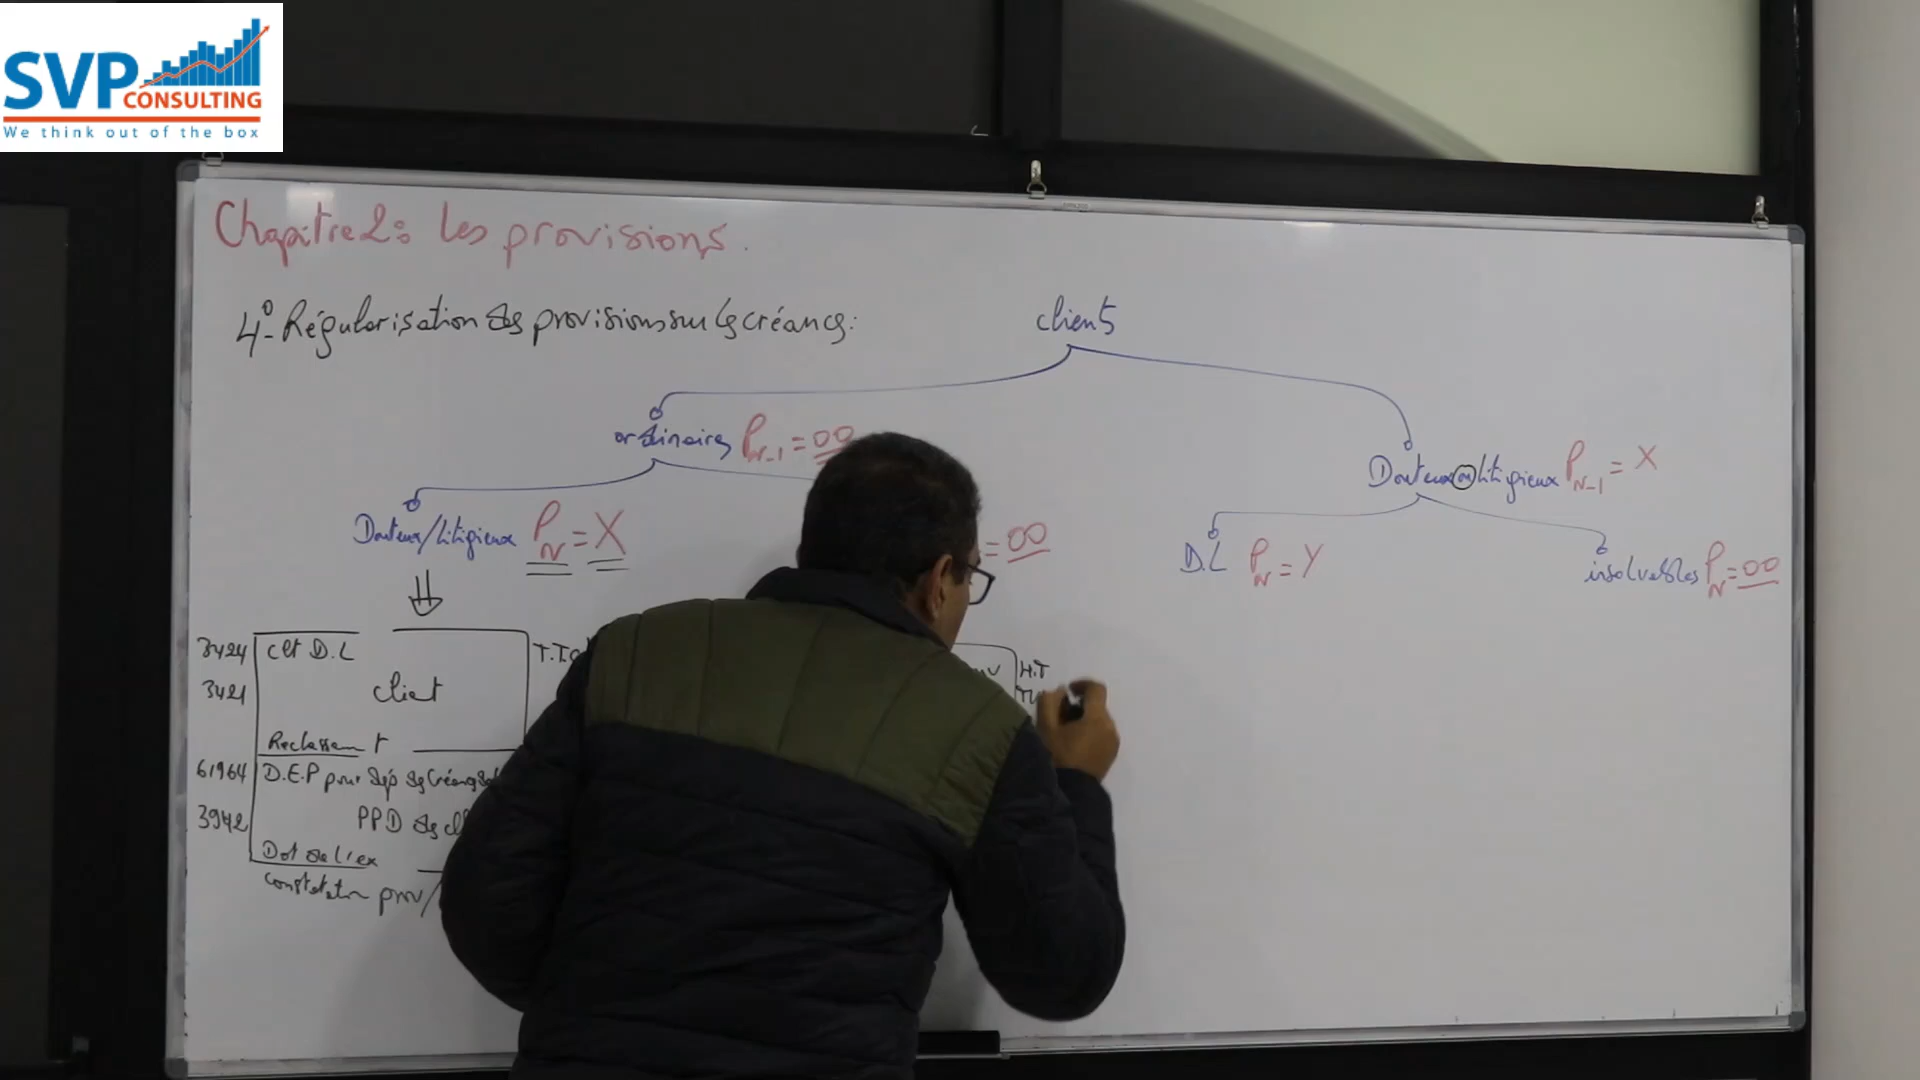 SVP
CONSULTING
We think out of the box
Chapitre 2: les provisions.
4°- Régularisation des provisions sur les créances:
clients
ordinaires P N-1 = 00
Douteux ou litigieux P N-1 = X
Douteux/Litigieux P N = X
= 00
D.L P N = Y
insolvables P N = 00
3424 clt D.L
3421 client
Reclassement
61964 D.E.P pour dép des créances
3942 PPD des
Dot de l'ex
constatation prov/
H.T